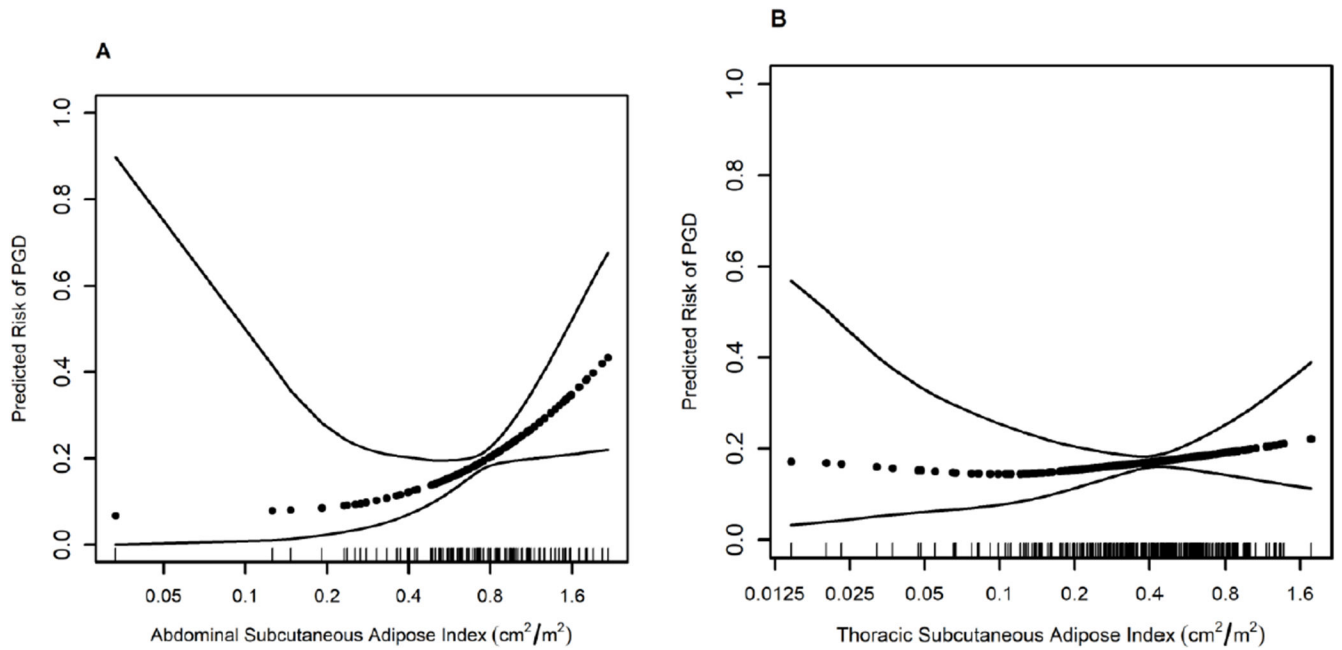 A
Predicted Risk of PGD
1.0
0.8
0.6
0.4
0.2
0.0
0.05 0.1 0.2 0.4 0.8 1.6
Abdominal Subcutaneous Adipose Index (cm²/m²)
B
Predicted Risk of PGD
1.0
0.8
0.6
0.4
0.2
0.0
0.0125 0.025 0.05 0.1 0.2 0.4 0.8 1.6
Thoracic Subcutaneous Adipose Index (cm²/m²)